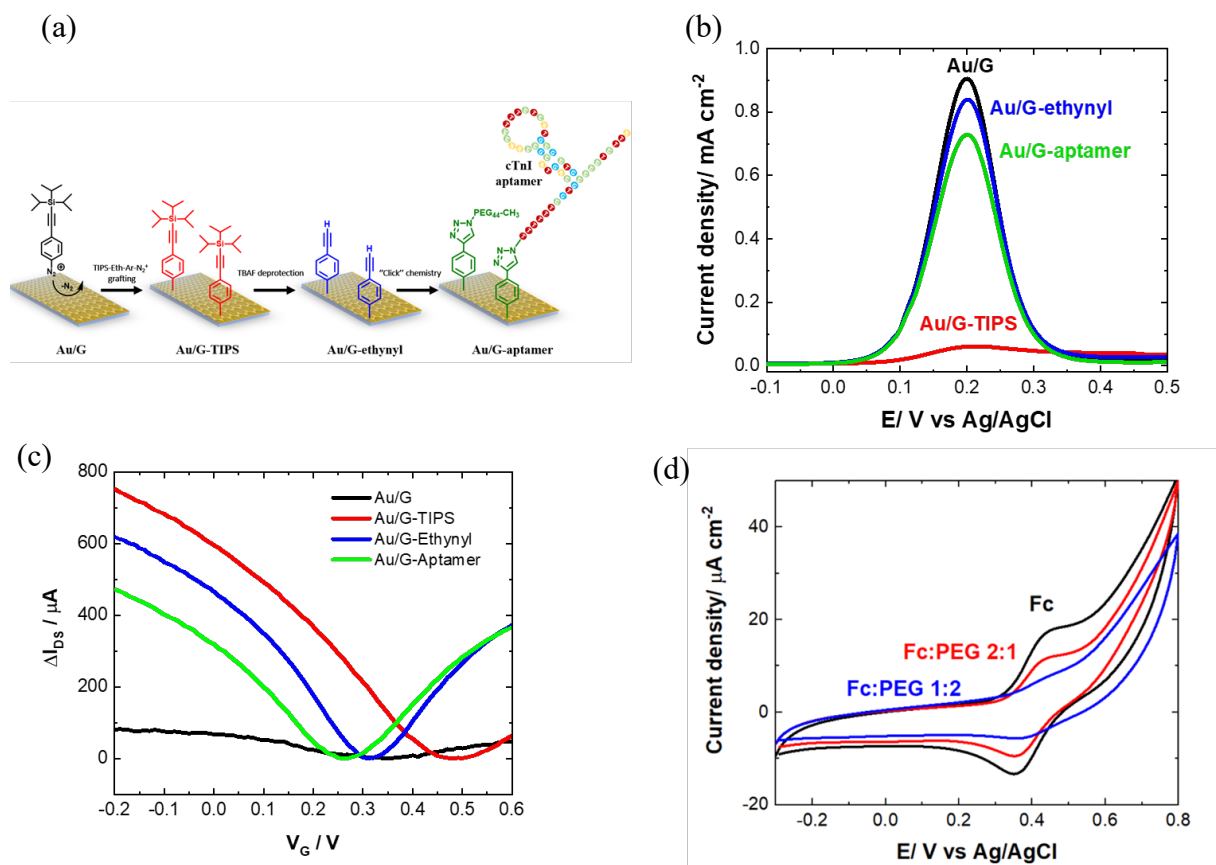 (a)
cTnI
aptamer
PEG44-CH3
Si
N2
⊕
-N2
TIPS-Eth-Ar-N2+
grafting
Si
Si
TBAF deprotection
H
H
"Click" chemistry
N
N
N
N
N
N
Au/G
Au/G-TIPS
Au/G-ethynyl
Au/G-aptamer
(b)
Current density/ mA cm-2
1.0
0.8
0.6
0.4
0.2
0.0
Au/G
Au/G-ethynyl
Au/G-aptamer
Au/G-TIPS
-0.1 0.0 0.1 0.2 0.3 0.4 0.5
E/ V vs Ag/AgCl
(c)
ΔIDS / μA
800
600
400
200
0
Au/G
Au/G-TIPS
Au/G-Ethynyl
Au/G-Aptamer
-0.2 -0.1 0.0 0.1 0.2 0.3 0.4 0.5 0.6
VG / V
(d)
Current density/ μA cm-2
40
20
0
-20
Fc
Fc:PEG 2:1
Fc:PEG 1:2
-0.2 0.0 0.2 0.4 0.6 0.8
E/ V vs Ag/AgCl